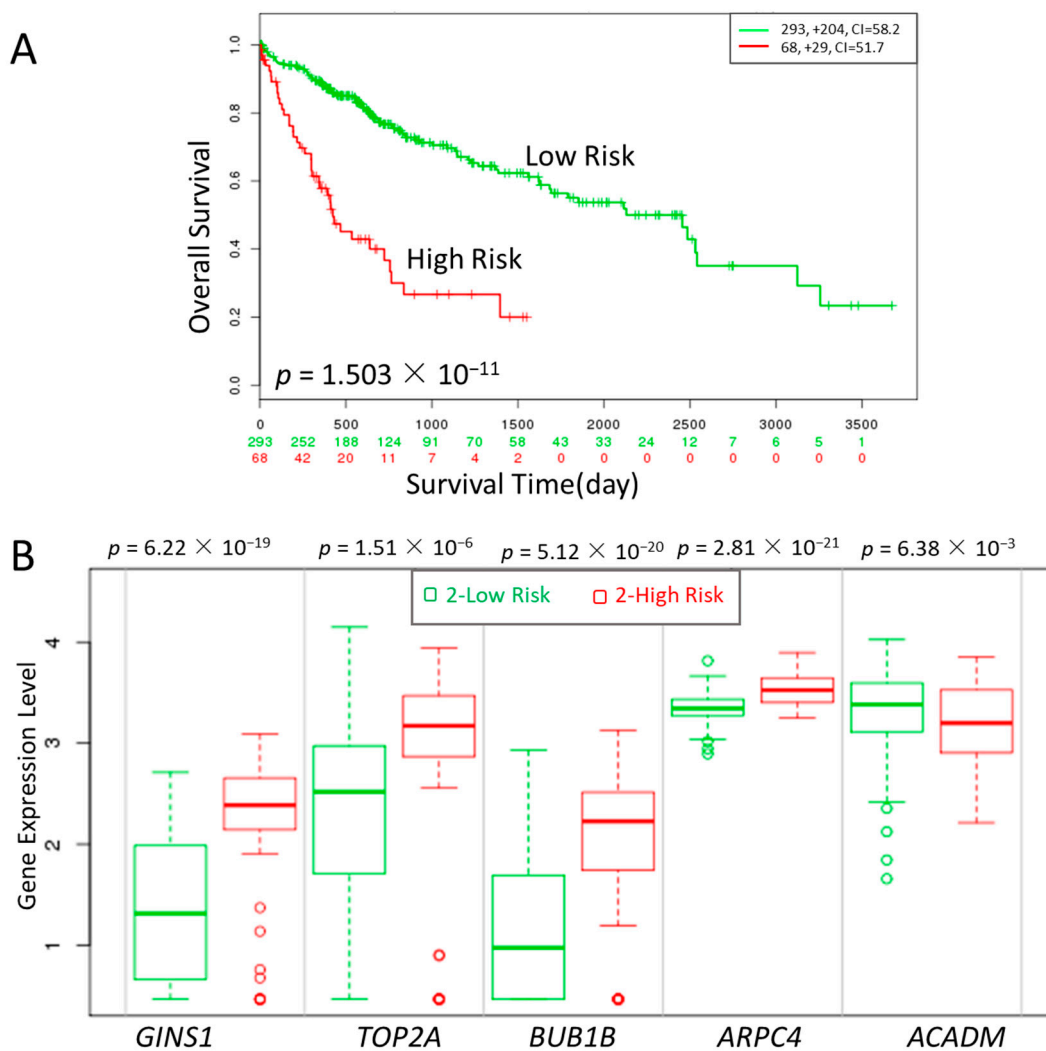 A
293, +204, CI=58.2
68, +29, CI=51.7
Overall Survival
1.0
0.8
0.6
0.4
0.2
0.0
Low Risk
High Risk
p = 1.503 × 10−11
0 500 1000 1500 2000 2500 3000 3500
293 252 188 124 91 70 58 43 33 24 12 7 6 5 1
68 42 20 11 7 4 2 0 0 0 0 0 0 0 0
Survival Time(day)
B
p = 6.22 × 10−19 p = 1.51 × 10−6 p = 5.12 × 10−20 p = 2.81 × 10−21 p = 6.38 × 10−3
2-Low Risk 2-High Risk
Gene Expression Level
4
3
2
1
GINS1 TOP2A BUB1B ARPC4 ACADM